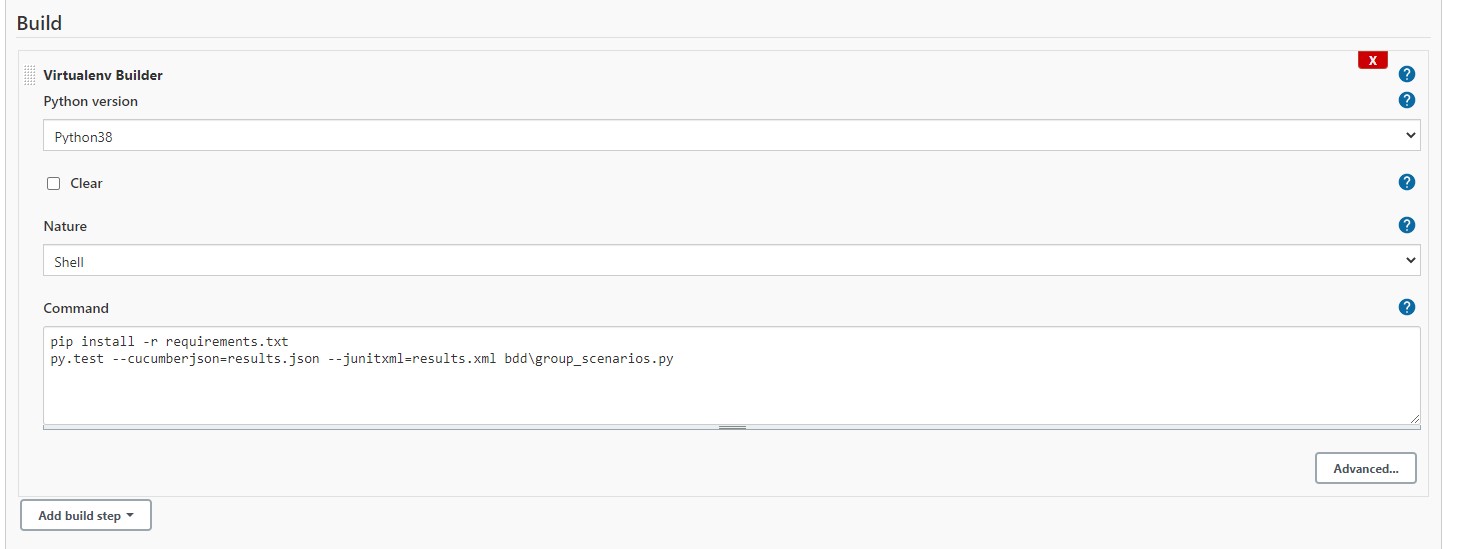 Build
X
Virtualenv Builder
?
Python version
?
Python38
Clear
?
Nature
?
Shell
Command
?
pip install -r requirements.txt
py.test --cucumberjson=results.json --junitxml=results.xml bdd\group_scenarios.py
Advanced...
Add build step